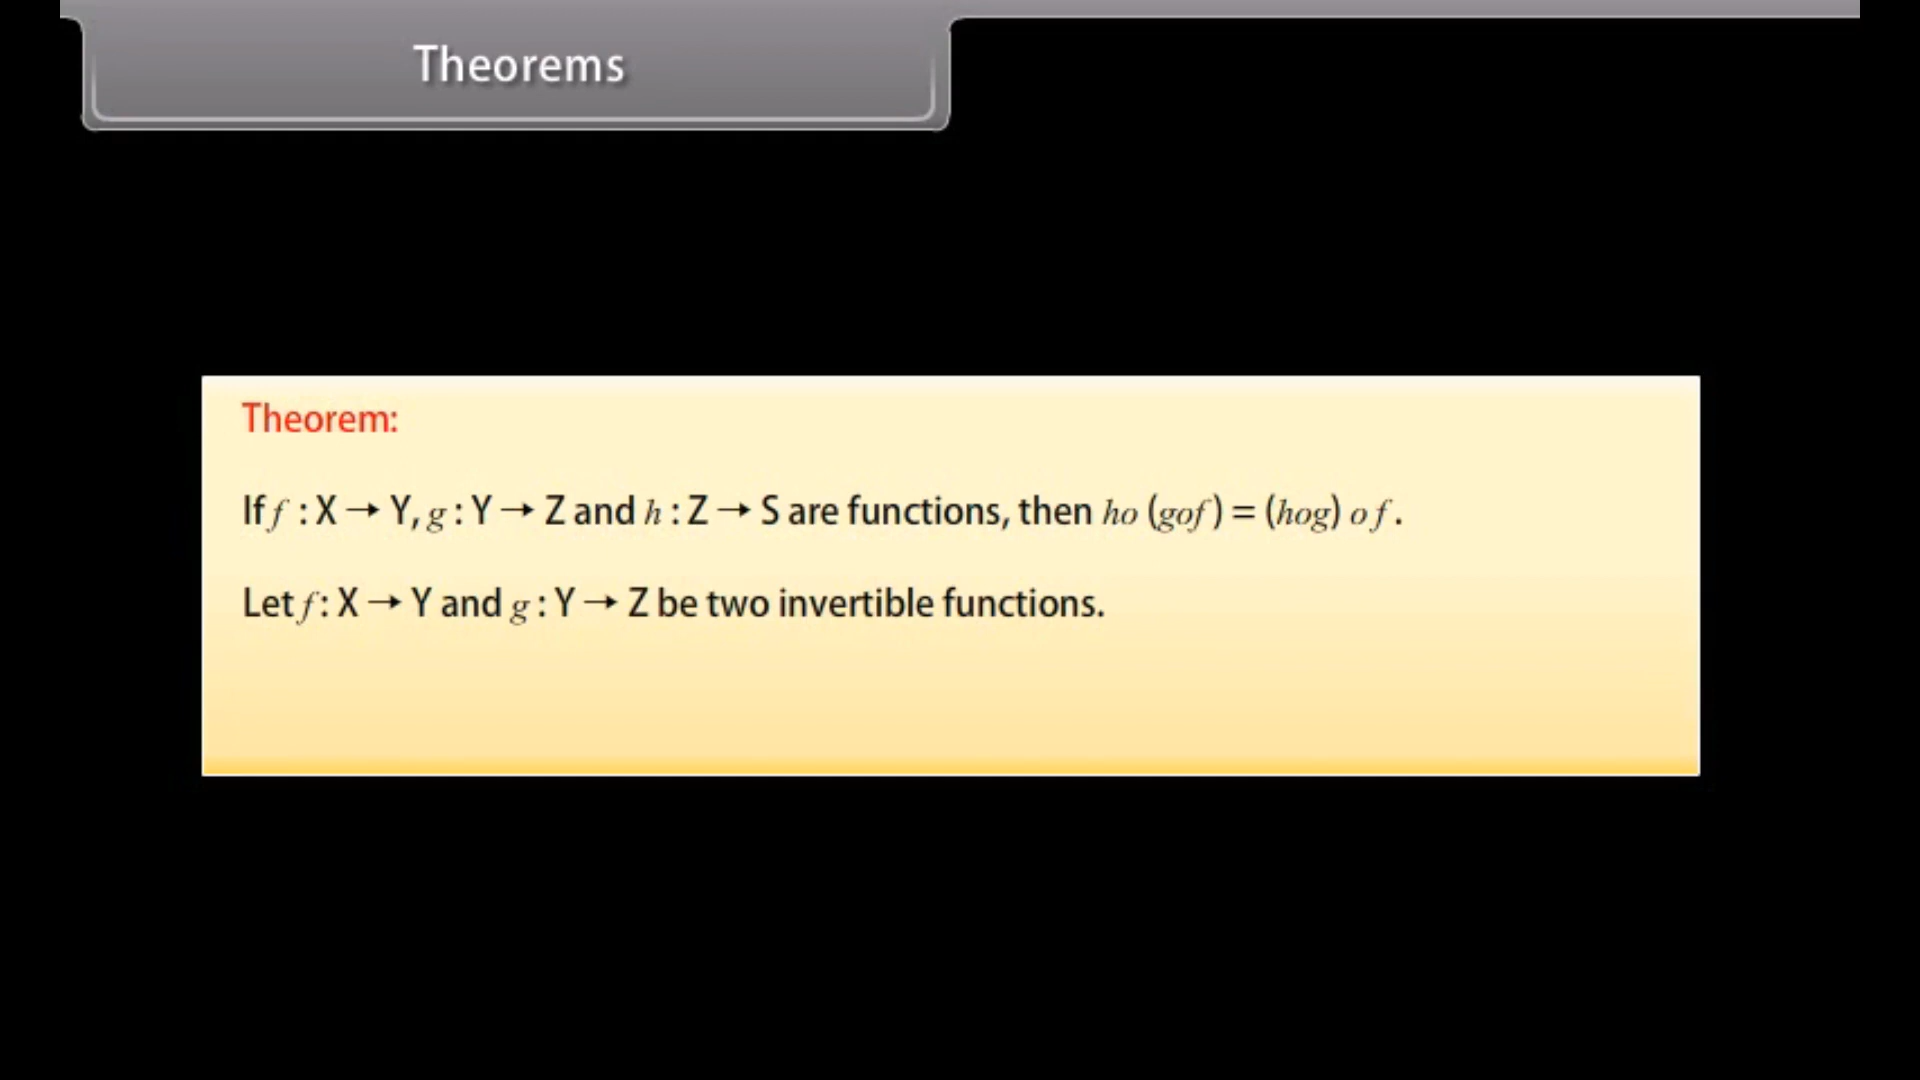 Theorems
Theorem:
If f : X → Y, g : Y → Z and h : Z → S are functions, then ho (gof) = (hog) o f.
Let f : X → Y and g : Y → Z be two invertible functions.